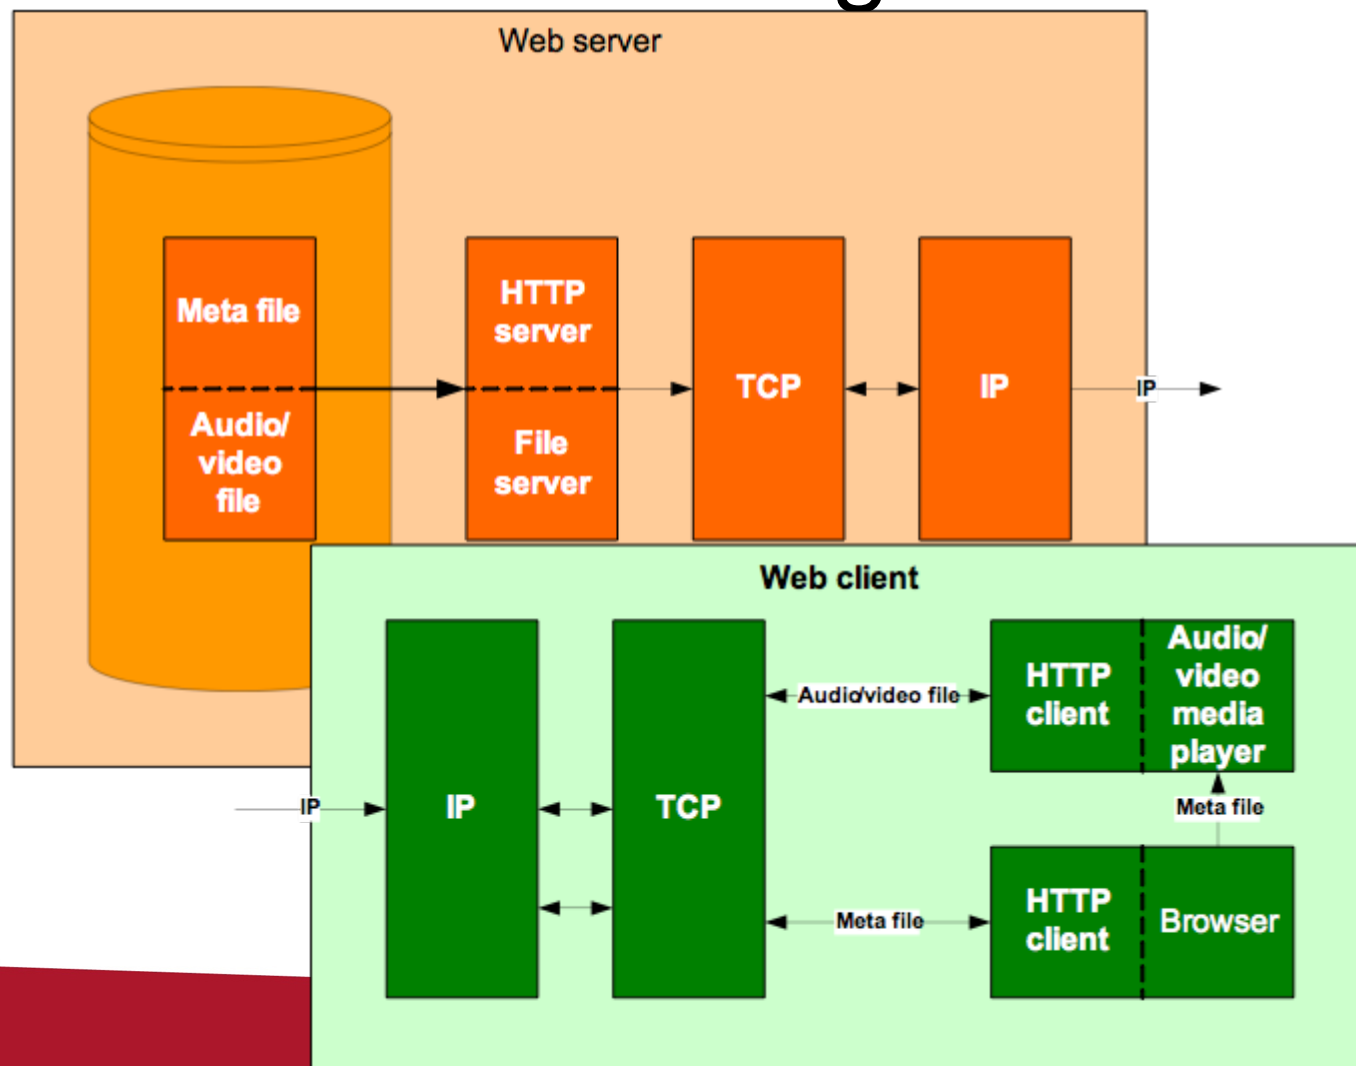 g
Web server
Meta file
Audio/
video
file
HTTP
server
File
server
TCP
IP
IP
Web client
IP
IP
TCP
Audio/video file
HTTP
client
Audio/
video
media
player
Meta file
Meta file
HTTP
client
Browser